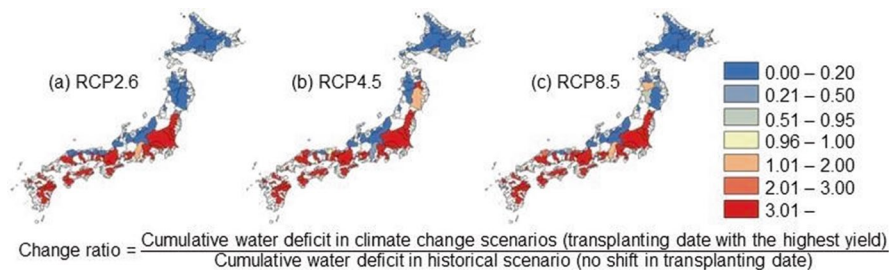 (a) RCP2.6
(b) RCP4.5
(c) RCP8.5
0.00 – 0.20
0.21 – 0.50
0.51 – 0.95
0.96 – 1.00
1.01 – 2.00
2.01 – 3.00
3.01 –
Change ratio = Cumulative water deficit in climate change scenarios (transplanting date with the highest yield)
Cumulative water deficit in historical scenario (no shift in transplanting date)